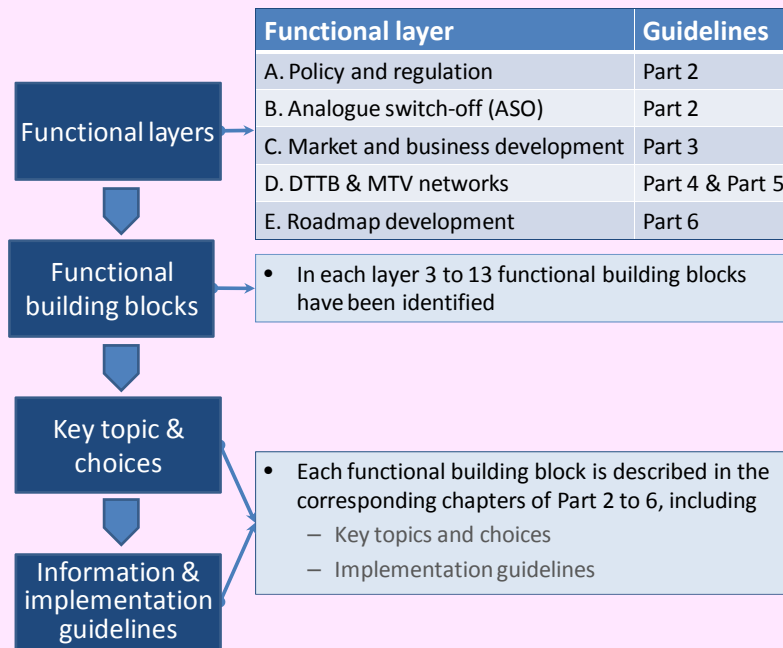 Functional layer Guidelines
A. Policy and regulation Part 2
B. Analogue switch-off (ASO) Part 2
C. Market and business development Part 3
D. DTTB & MTV networks Part 4 & Part 5
E. Roadmap development Part 6
Functional layers
Functional
building blocks
• In each layer 3 to 13 functional building blocks
have been identified
Key topic &
choices
• Each functional building block is described in the
corresponding chapters of Part 2 to 6, including
– Key topics and choices
– Implementation guidelines
Information &
implementation
guidelines